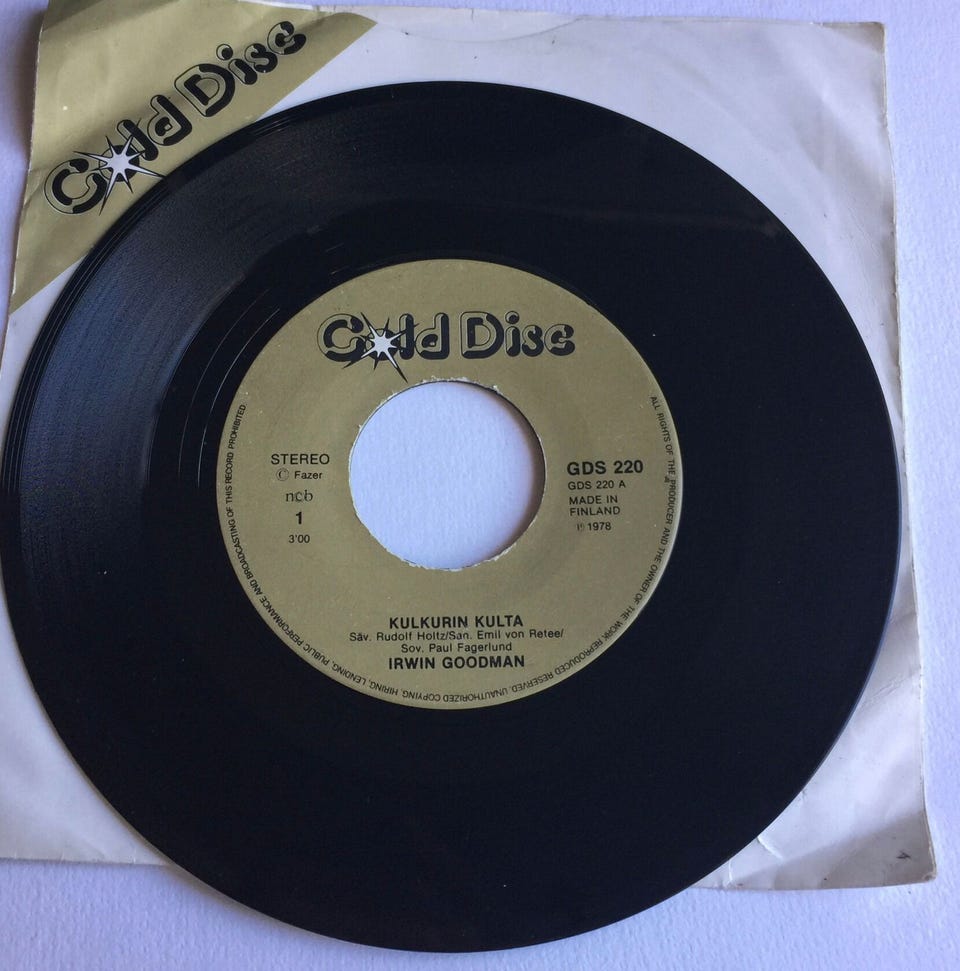 Gold Disc
Gold Disc
STEREO
© Fazer
ncb
1
3'00
GDS 220
GDS 220 A
MADE IN
FINLAND
℗ 1978
KULKURIN KULTA
Säv. Rudolf Holtz/San. Emil von Retee/
Sov. Paul Fagerlund
IRWIN GOODMAN
ALL RIGHTS OF THE PRODUCER AND THE OWNER OF THE WORK REPRODUCED RESERVED. UNAUTHORIZED COPYING, HIRING, LENDING, PUBLIC PERFORMANCE AND BROADCASTING OF THIS RECORD PROHIBITED